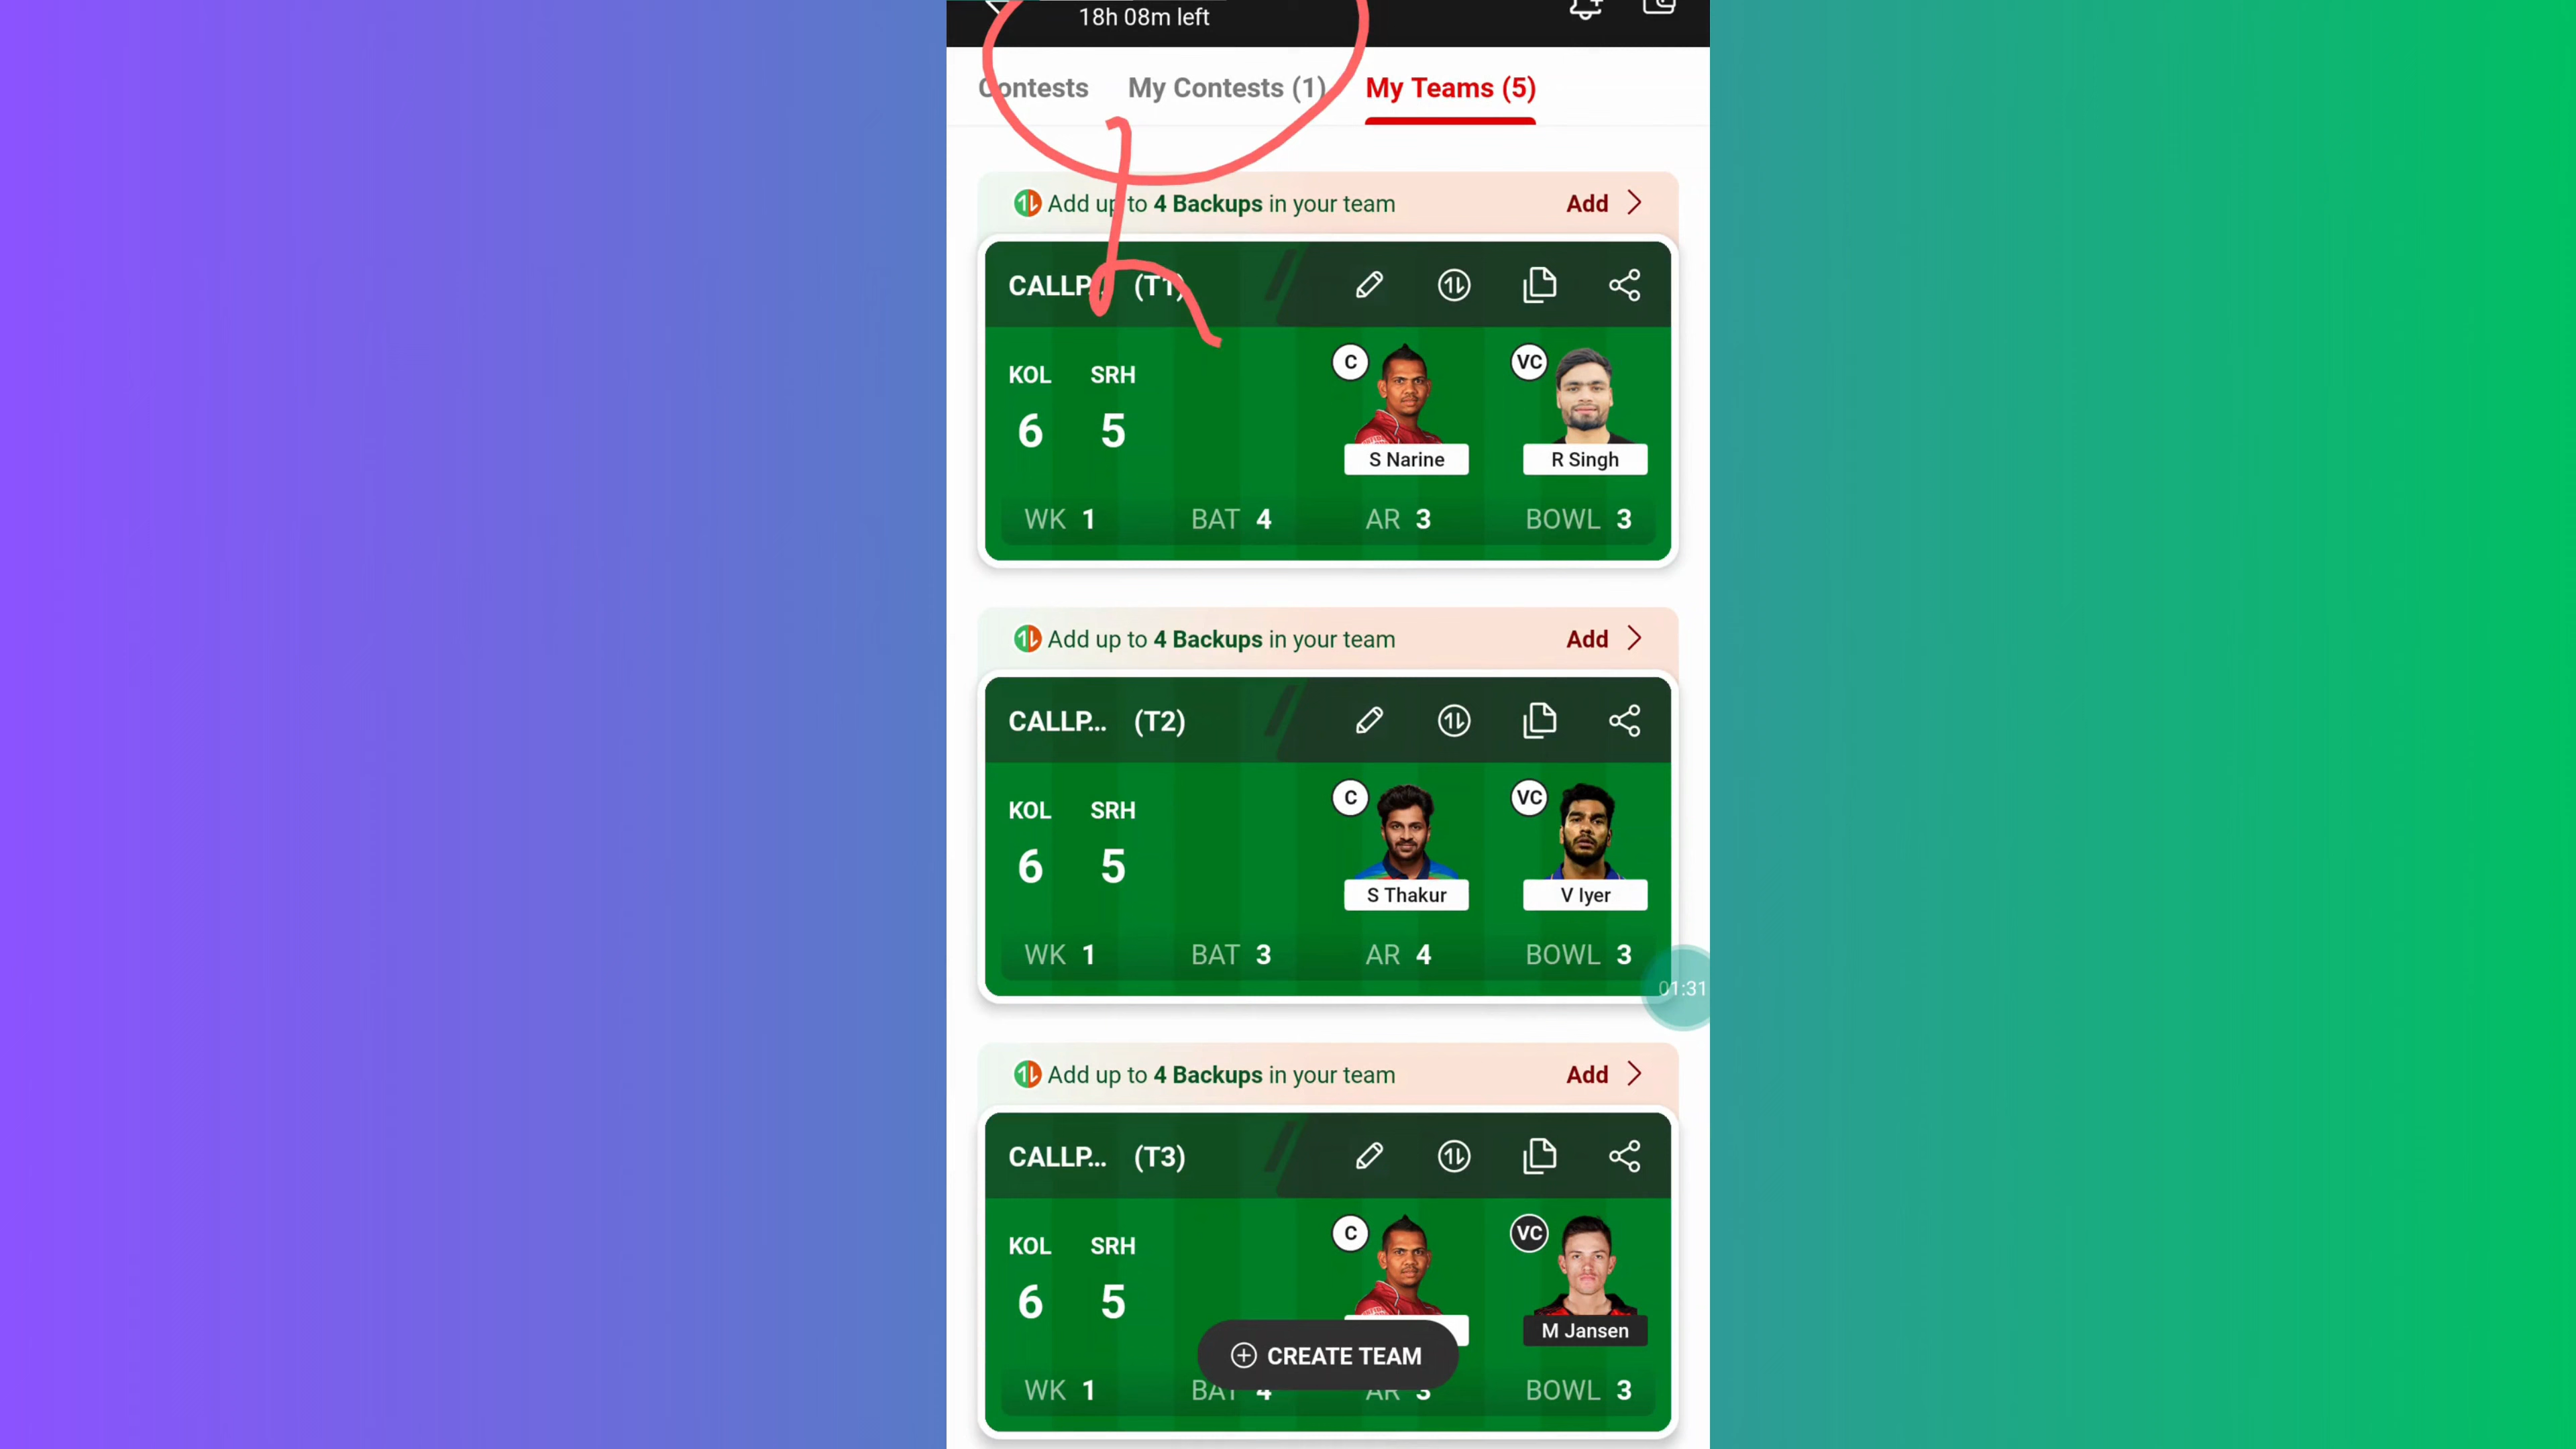 18h 08m left
Contests My Contests (1) My Teams (5)
Add up to 4 Backups in your team Add
CALLP... (T1)
KOL SRH C VC
6 5
S Narine R Singh
WK 1 BAT 4 AR 3 BOWL 3
Add up to 4 Backups in your team Add
CALLP... (T2)
KOL SRH C VC
6 5
S Thakur V Iyer
WK 1 BAT 3 AR 4 BOWL 3
01:31
Add up to 4 Backups in your team Add
CALLP... (T3)
KOL SRH C VC
6 5
M Jansen
CREATE TEAM
WK 1 BAT 4 AR 3 BOWL 3